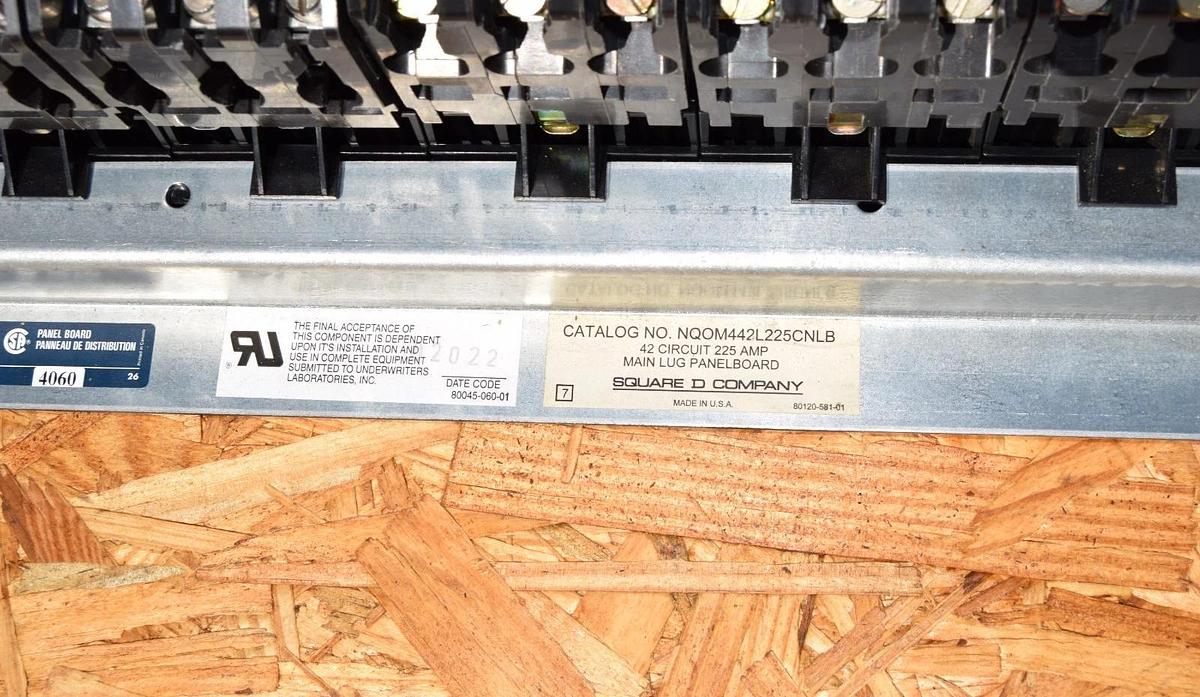 CSA
PANEL BOARD
PANNEAU DE DISTRIBUTION
4060
26
RU
®
THE FINAL ACCEPTANCE OF
THIS COMPONENT IS DEPENDENT
UPON IT'S INSTALLATION AND
USE IN COMPLETE EQUIPMENT
SUBMITTED TO UNDERWRITERS
LABORATORIES, INC.
2022
DATE CODE
80045-060-01
CATALOG NO. NQOM442L225CNLB
42 CIRCUIT 225 AMP
MAIN LUG PANELBOARD
SQUARE D COMPANY
7
MADE IN U.S.A.
80120-581-01